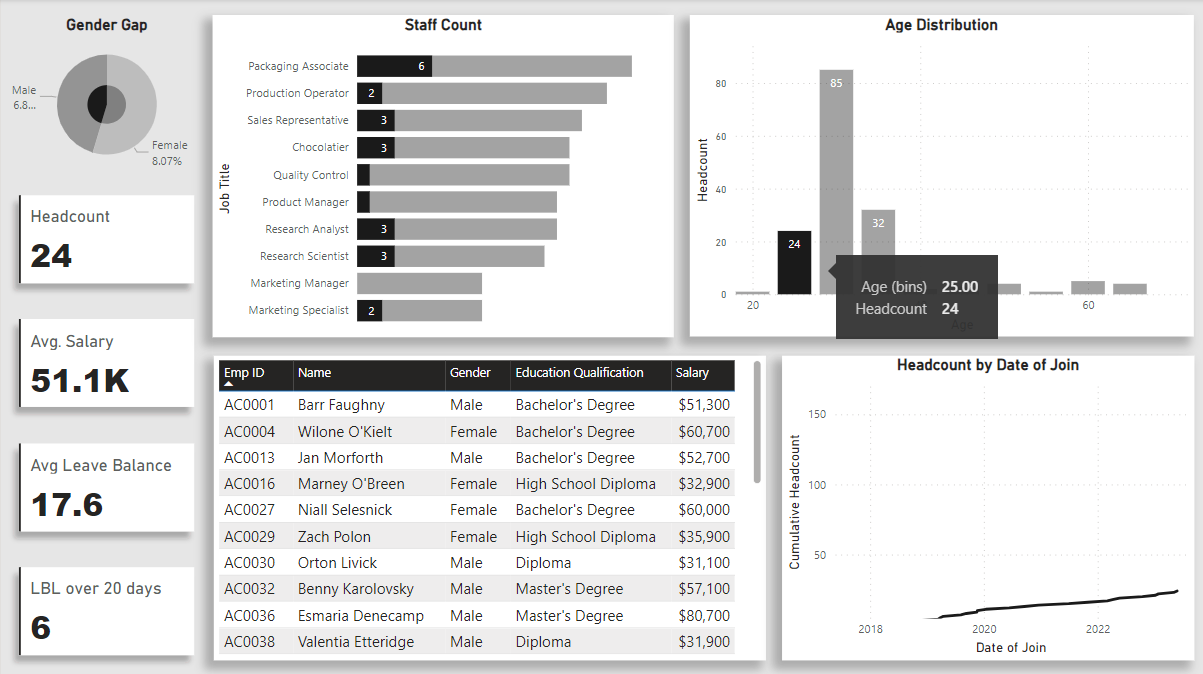 Gender Gap
Male
6.8...
Female
8.07%
Headcount
24
Avg. Salary
51.1K
Avg Leave Balance
17.6
LBL over 20 days
6
Staff Count
Job Title
Packaging Associate 6
Production Operator 2
Sales Representative 3
Chocolatier 3
Quality Control
Product Manager
Research Analyst 3
Research Scientist 3
Marketing Manager
Marketing Specialist 2
Age Distribution
Headcount
80
60
40
20
0
85
32
24
20 60
Age (bins) 25.00
Headcount 24
Age
Emp ID Name Gender Education Qualification Salary
AC0001 Barr Faughny Male Bachelor's Degree $51,300
AC0004 Wilone O'Kielt Female Bachelor's Degree $60,700
AC0013 Jan Morforth Male Bachelor's Degree $52,700
AC0016 Marney O'Breen Female High School Diploma $32,900
AC0027 Niall Selesnick Female Bachelor's Degree $60,000
AC0029 Zach Polon Female High School Diploma $35,900
AC0030 Orton Livick Male Diploma $31,100
AC0032 Benny Karolovsky Male Master's Degree $57,100
AC0036 Esmaria Denecamp Male Master's Degree $80,700
AC0038 Valentia Etteridge Male Diploma $31,900
Headcount by Date of Join
Cumulative Headcount
150
100
50
2018 2020 2022
Date of Join